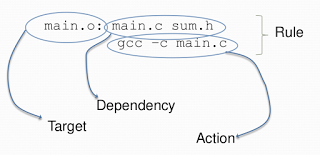 main.o: main.c sum.h
gcc -c main.c
Rule
Dependency
Target
Action